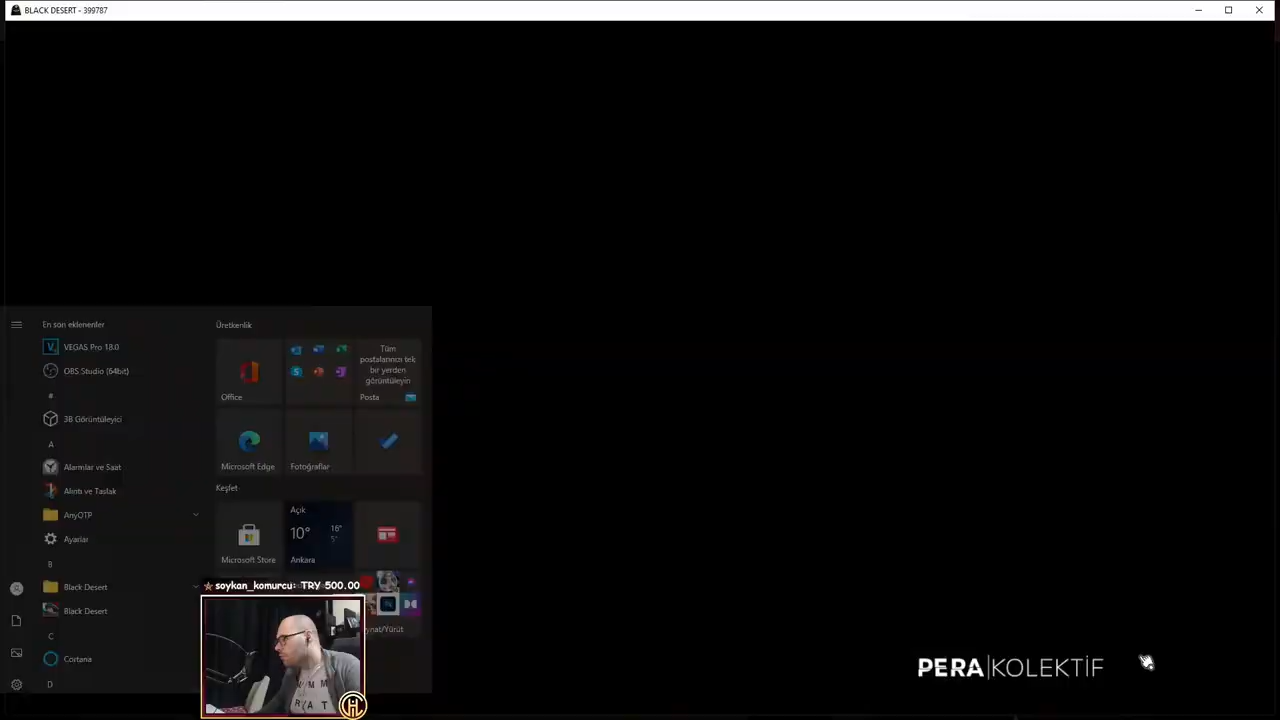 BLACK DESERT - 399787
En son eklenenler
VEGAS Pro 18.0
OBS Studio (64bit)
#
3B Görüntüleyici
A
Alarmlar ve Saat
Alıntı ve Taslak
AnyOTP
Ayarlar
B
Black Desert
Black Desert
C
Cortana
D
Üretkenlik
Office
Tüm
postalarınızı tek
bir yerden
görüntüleyin
Posta
Microsoft Edge
Fotoğraflar
Keşfet
Microsoft Store
Açık
10°
16°
5°
Ankara
soykan_komurcu: TRY 500.00
PERA|KOLEKTİF